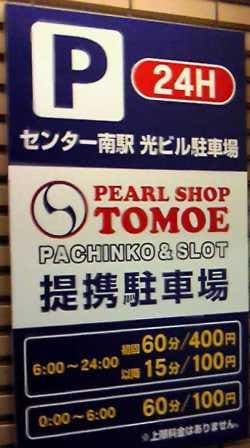 P 24H
センター南駅 光ビル駐車場
PEARL SHOP
TOMOE
PACHINKO & SLOT
提携駐車場
6:00~24:00 初回 60分/400円
以降 15分/100円
0:00~6:00 60分/100円
※上限料金はありません。